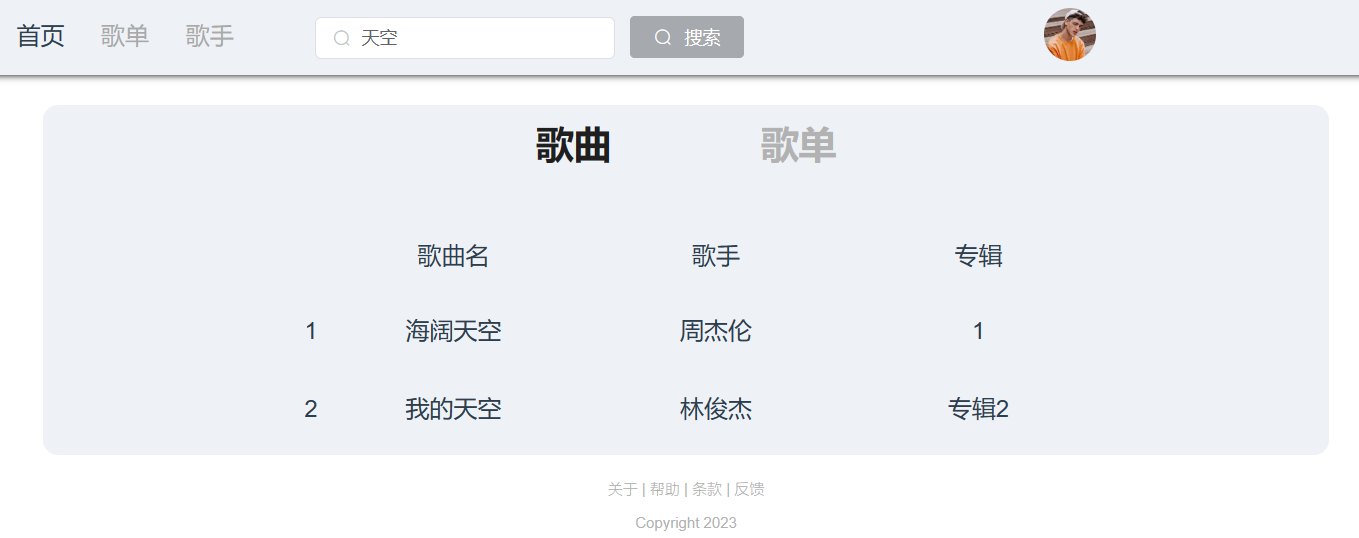 首页 歌单 歌手 天空 搜索
歌曲 歌单
歌曲名 歌手 专辑
1 海阔天空 周杰伦 1
2 我的天空 林俊杰 专辑2
关于 | 帮助 | 条款 | 反馈
Copyright 2023